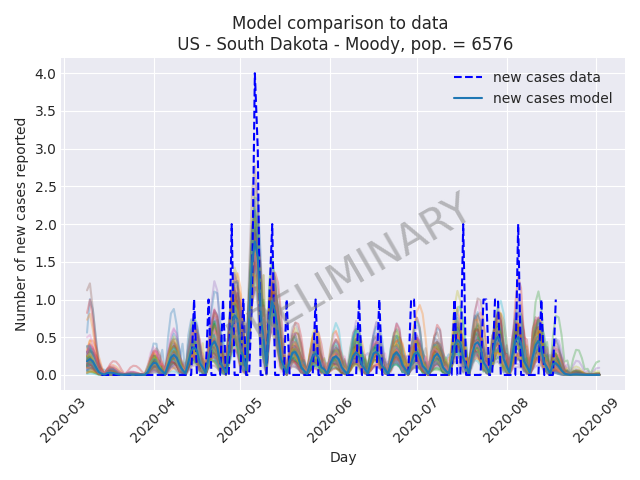 Model comparison to data
US - South Dakota - Moody, pop. = 6576
new cases data
new cases model
PRELIMINARY
Number of new cases reported
4.0
3.5
3.0
2.5
2.0
1.5
1.0
0.5
0.0
2020-03
2020-04
2020-05
2020-06
2020-07
2020-08
2020-09
Day